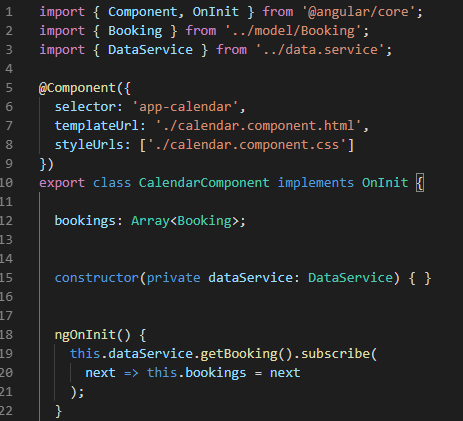 1 import { Component, OnInit } from '@angular/core';
2 import { Booking } from '../model/Booking';
3 import { DataService } from '../data.service';
4
5 @Component({
6   selector: 'app-calendar',
7   templateUrl: './calendar.component.html',
8   styleUrls: ['./calendar.component.css']
9 })
10 export class CalendarComponent implements OnInit {
11
12   bookings: Array<Booking>;
13
14
15   constructor(private dataService: DataService) { }
16
17
18   ngOnInit() {
19     this.dataService.getBooking().subscribe(
20       next => this.bookings = next
21     );
22   }